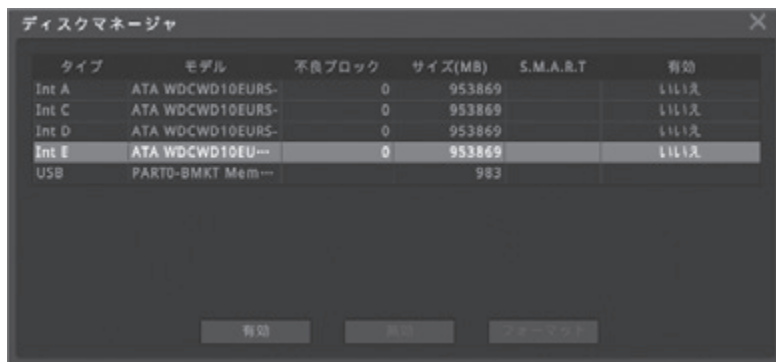 ディスクマネージャ
タイプ モデル 不良ブロック サイズ(MB) S.M.A.R.T 有効
Int A ATA WDCWD10EURS- 0 953869 いいえ
Int C ATA WDCWD10EURS- 0 953869 いいえ
Int D ATA WDCWD10EURS- 0 953869 いいえ
Int E ATA WDCWD10EU… 0 953869 いいえ
USB PART0-BMKT Mem… 983
有効 無効 フォーマット